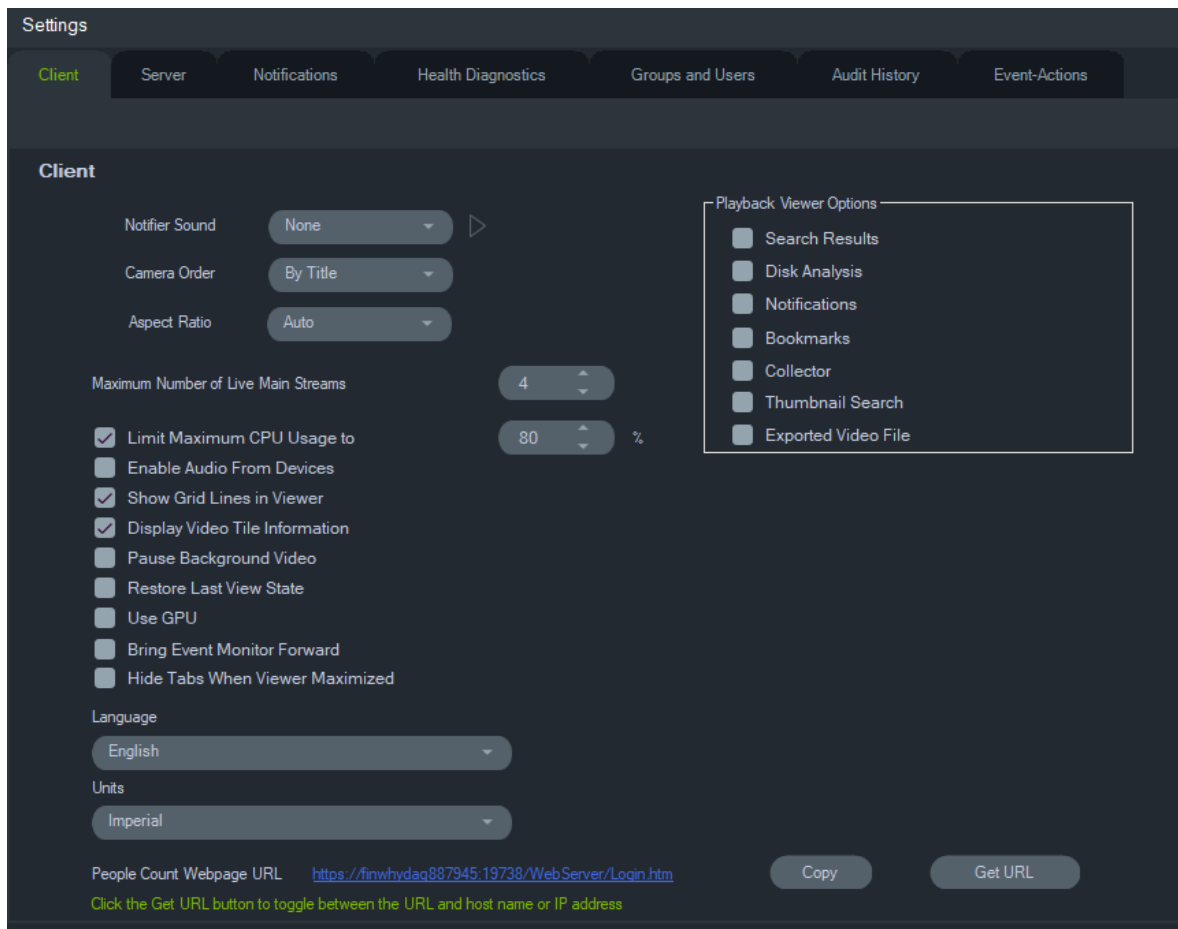 Settings
Client Server Notifications Health Diagnostics Groups and Users Audit History Event-Actions
Client
Notifier Sound None
Camera Order By Title
Aspect Ratio Auto
Maximum Number of Live Main Streams 4
Limit Maximum CPU Usage to 80 %
Enable Audio From Devices
Show Grid Lines in Viewer
Display Video Tile Information
Pause Background Video
Restore Last View State
Use GPU
Bring Event Monitor Forward
Hide Tabs When Viewer Maximized
Playback Viewer Options
Search Results
Disk Analysis
Notifications
Bookmarks
Collector
Thumbnail Search
Exported Video File
Language
English
Units
Imperial
People Count Webpage URL https://finwhydaq887945:19738/WebServer/Login.htm Copy Get URL
Click the Get URL button to toggle between the URL and host name or IP address